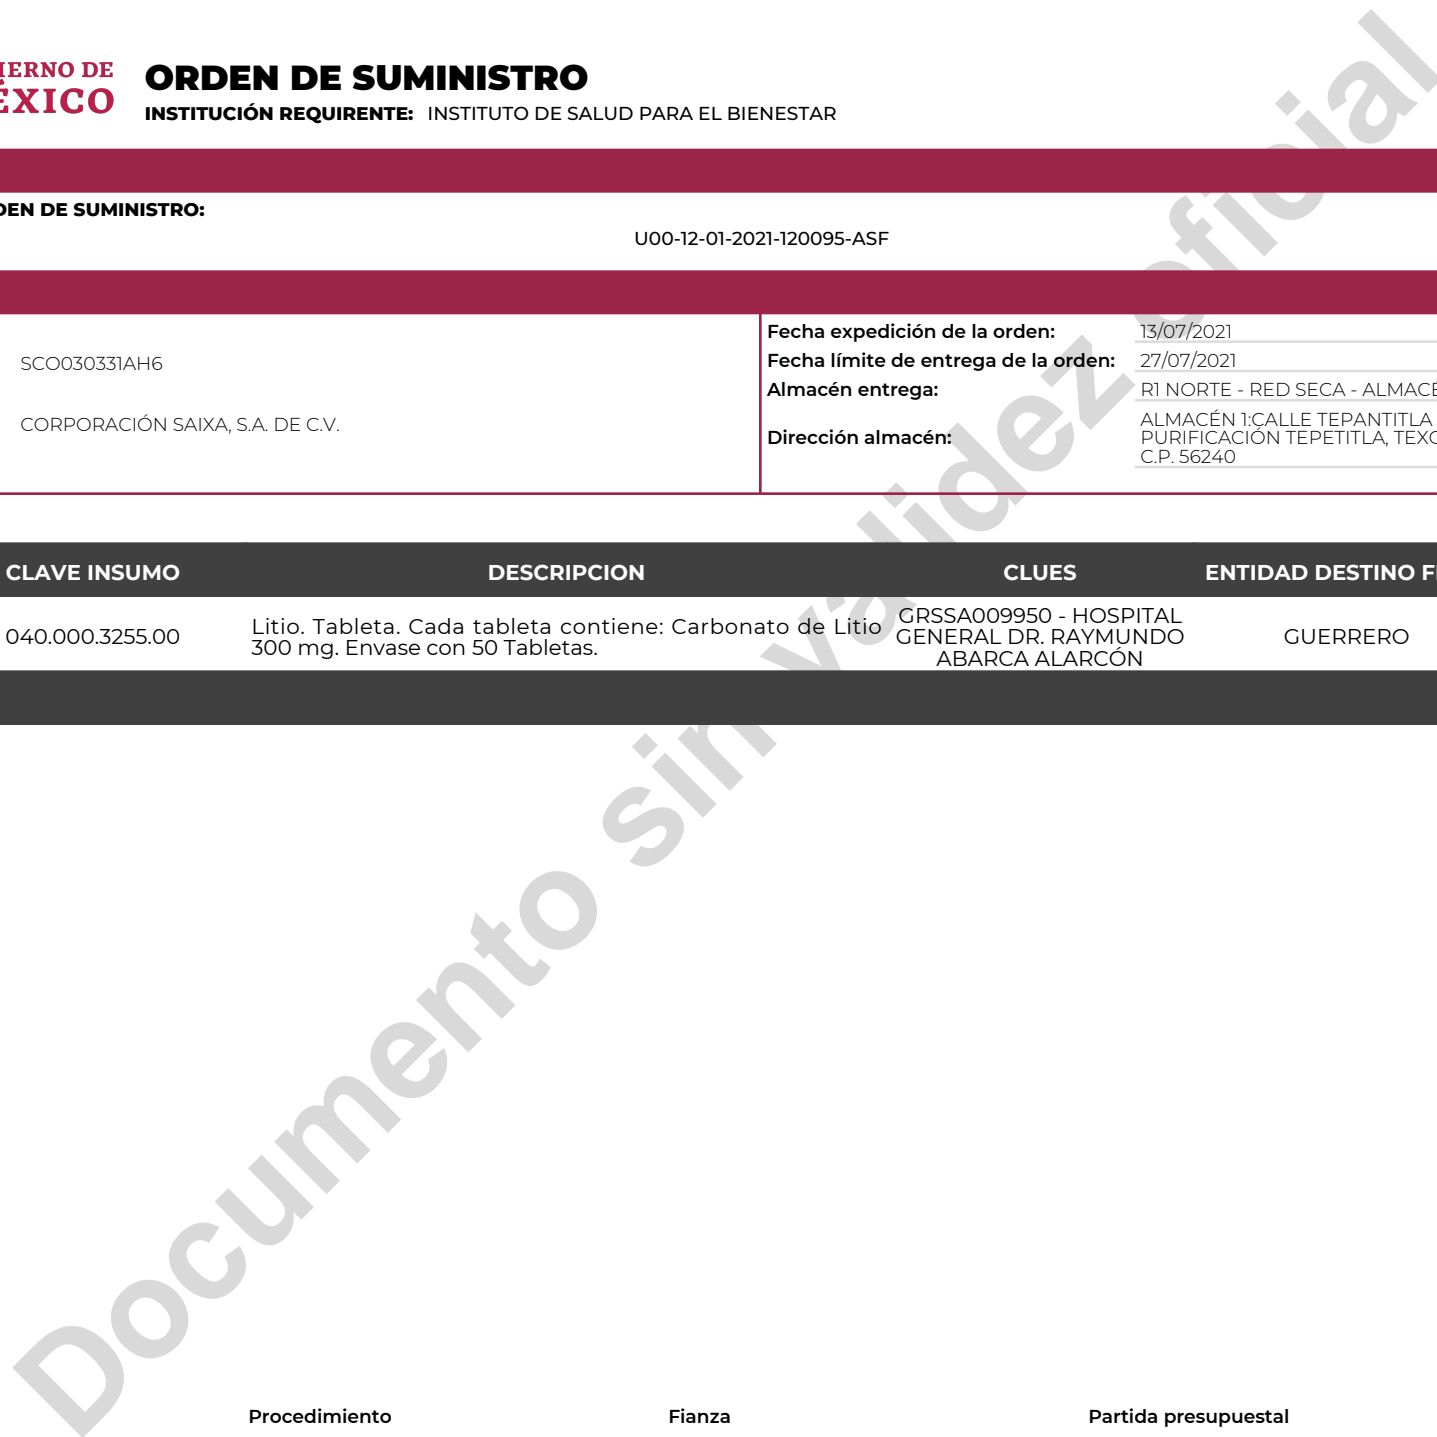 IERNO DE
ÉXICO
ORDEN DE SUMINISTRO
INSTITUCIÓN REQUIRENTE: INSTITUTO DE SALUD PARA EL BIENESTAR
DEN DE SUMINISTRO:
U00-12-01-2021-120095-ASF
SCO030331AH6
CORPORACIÓN SAIXA, S.A. DE C.V.
Fecha expedición de la orden: 13/07/2021
Fecha límite de entrega de la orden: 27/07/2021
Almacén entrega: R1 NORTE - RED SECA - ALMACÉ
Dirección almacén:
ALMACÉN 1:CALLE TEPANTITLA
PURIFICACIÓN TEPETITLA, TEXC
C.P. 56240
CLAVE INSUMO DESCRIPCION CLUES ENTIDAD DESTINO F
040.000.3255.00
Litio. Tableta. Cada tableta contiene: Carbonato de Litio
300 mg. Envase con 50 Tabletas.
GRSSA009950 - HOSPITAL
GENERAL DR. RAYMUNDO
ABARCA ALARCÓN
GUERRERO
Documento sin validez oficial
Procedimiento Fianza Partida presupuestal